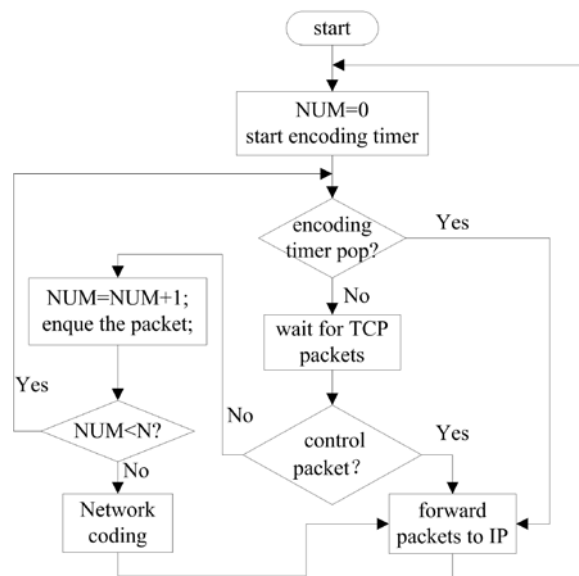 start
NUM=0
start encoding timer
encoding
timer pop?
Yes
No
NUM=NUM+1;
enque the packet;
wait for TCP
packets
Yes
NUM<N?
No
control
packet?
Yes
No
Network
coding
forward
packets to IP